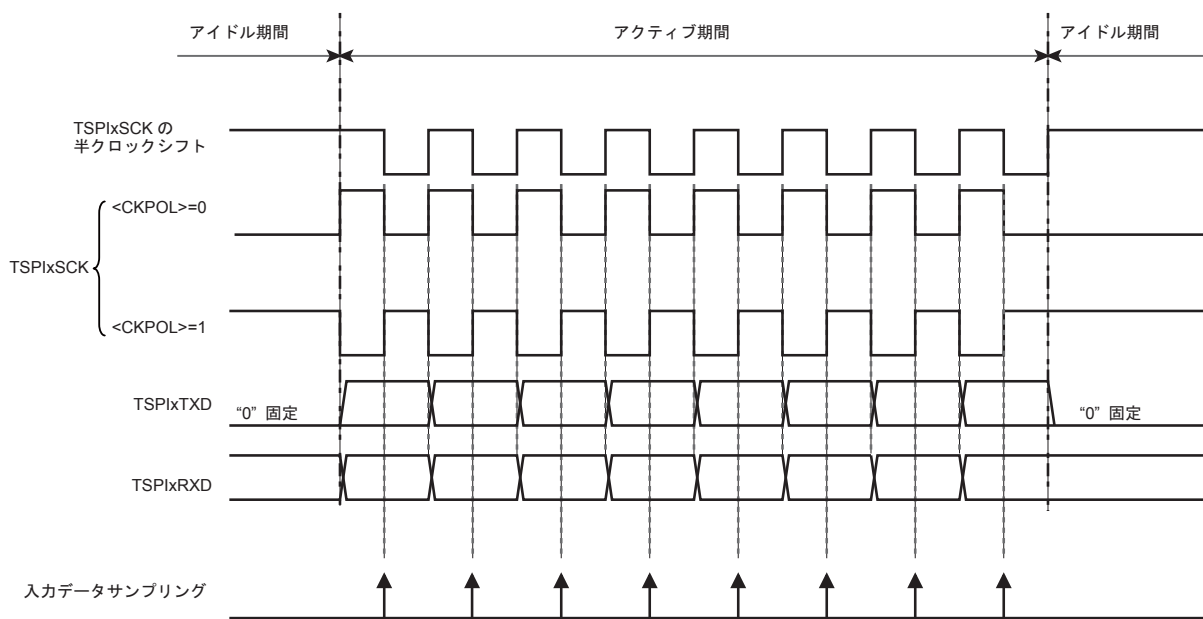 アイドル期間
アクティブ期間
アイドル期間
TSPIxSCK の
半クロックシフト
<CKPOL>=0
TSPIxSCK
<CKPOL>=1
TSPIxTXD
“0” 固定
“0” 固定
TSPIxRXD
入力データサンプリング